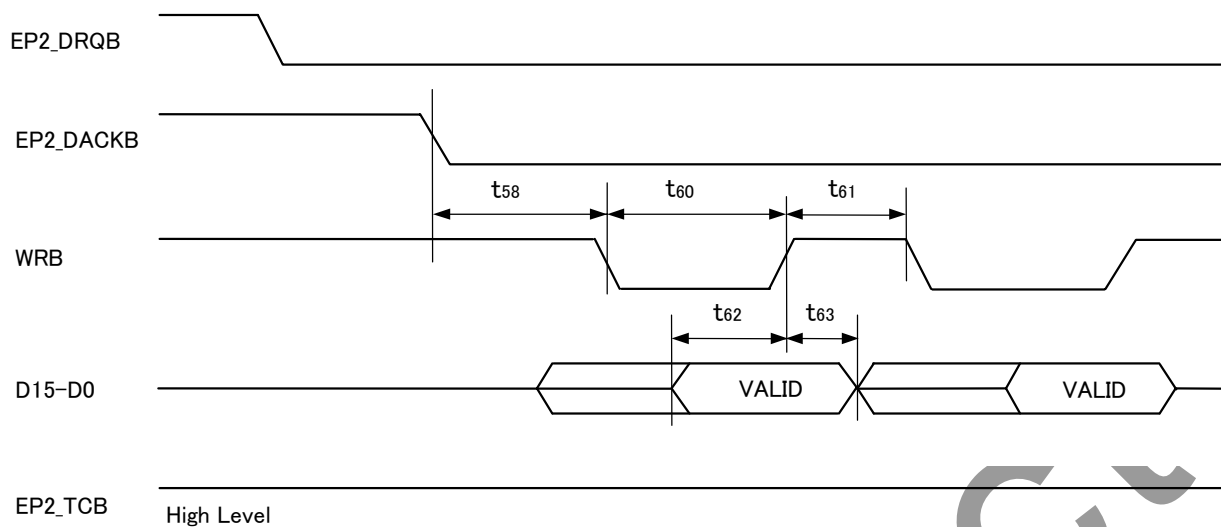 EP2_DRQB
EP2_DACKB
t58 t60 t61
WRB
t62 t63
D15-D0 VALID VALID
EP2_TCB
High Level